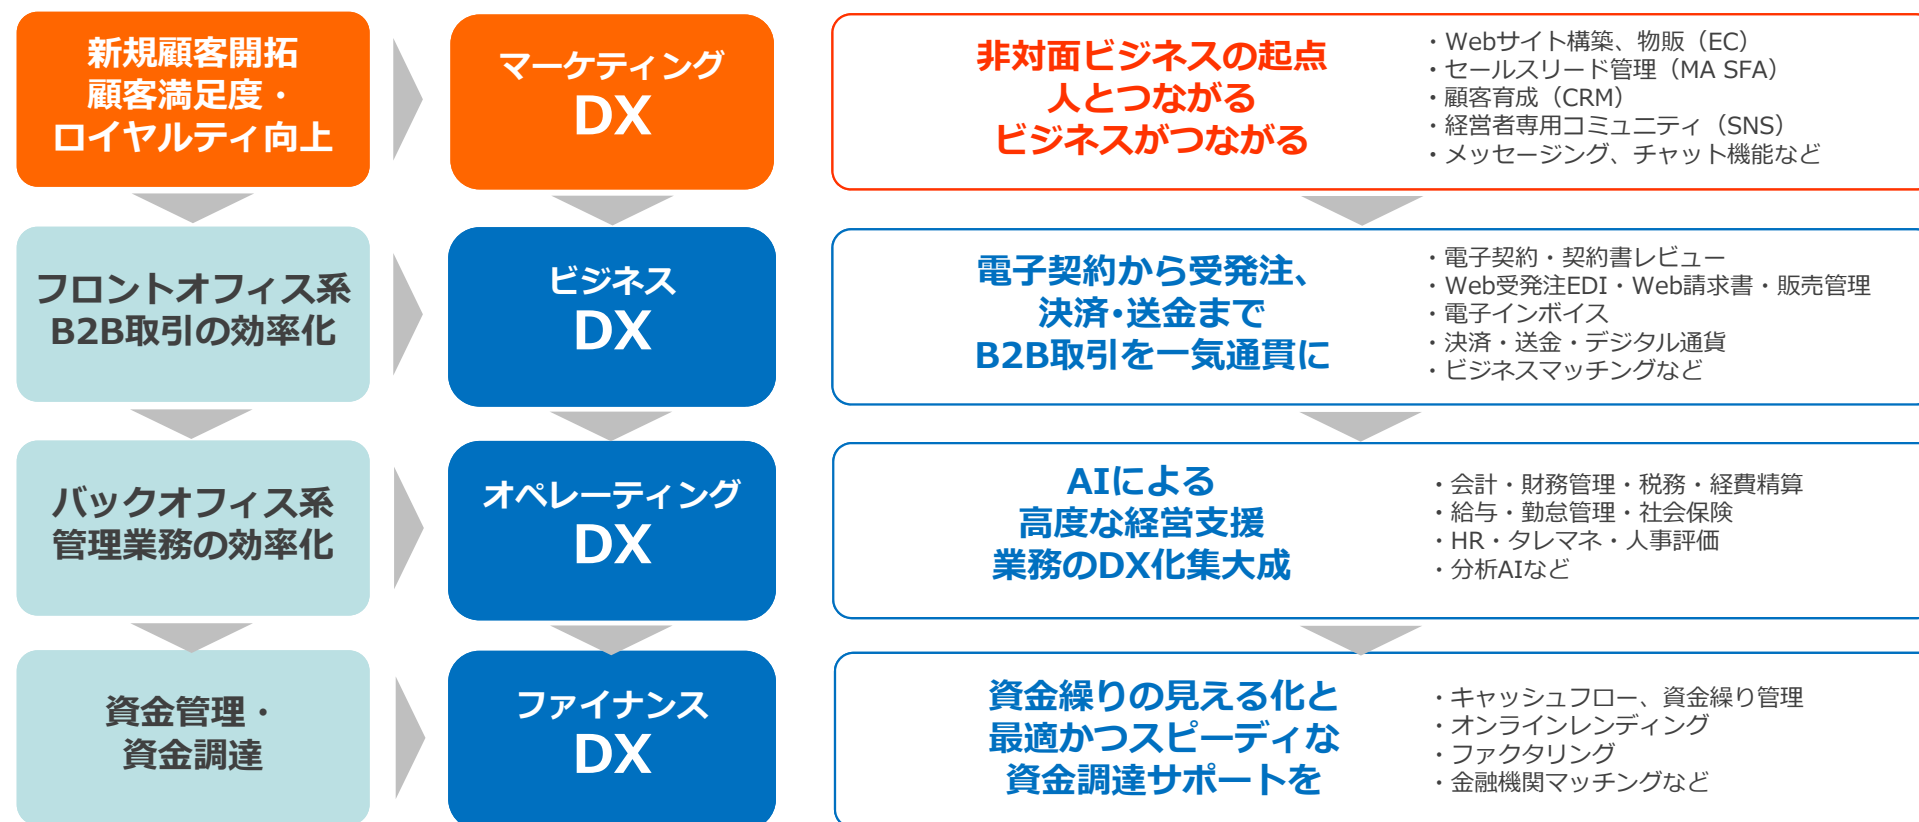 新規顧客開拓
顧客満足度・
ロイヤルティ向上
マーケティング
DX
非対面ビジネスの起点
人とつながる
ビジネスがつながる
・Webサイト構築、物販（EC）
・セールスリード管理（MA SFA）
・顧客育成（CRM）
・経営者専用コミュニティ（SNS）
・メッセージング、チャット機能など
フロントオフィス系
B2B取引の効率化
ビジネス
DX
電子契約から受発注、
決済・送金まで
B2B取引を一気通貫に
・電子契約・契約書レビュー
・Web受発注EDI・Web請求書・販売管理
・電子インボイス
・決済・送金・デジタル通貨
・ビジネスマッチングなど
バックオフィス系
管理業務の効率化
オペレーティング
DX
AIによる
高度な経営支援
業務のDX化集大成
・会計・財務管理・税務・経費精算
・給与・勤怠管理・社会保険
・HR・タレマネ・人事評価
・分析AIなど
資金管理・
資金調達
ファイナンス
DX
資金繰りの見える化と
最適かつスピーディな
資金調達サポートを
・キャッシュフロー、資金繰り管理
・オンラインレンディング
・ファクタリング
・金融機関マッチングなど